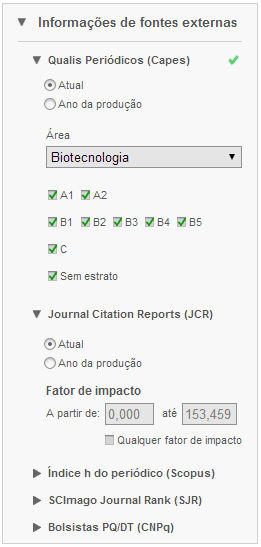 Informações de fontes externas
Qualis Periódicos (Capes)
Atual
Ano da produção
Área
Biotecnologia
A1 A2
B1 B2 B3 B4 B5
C
Sem estrato
Journal Citation Reports (JCR)
Atual
Ano da produção
Fator de impacto
A partir de: 0,000 até 153,459
Qualquer fator de impacto
Índice h do periódico (Scopus)
SCImago Journal Rank (SJR)
Bolsistas PQ/DT (CNPq)